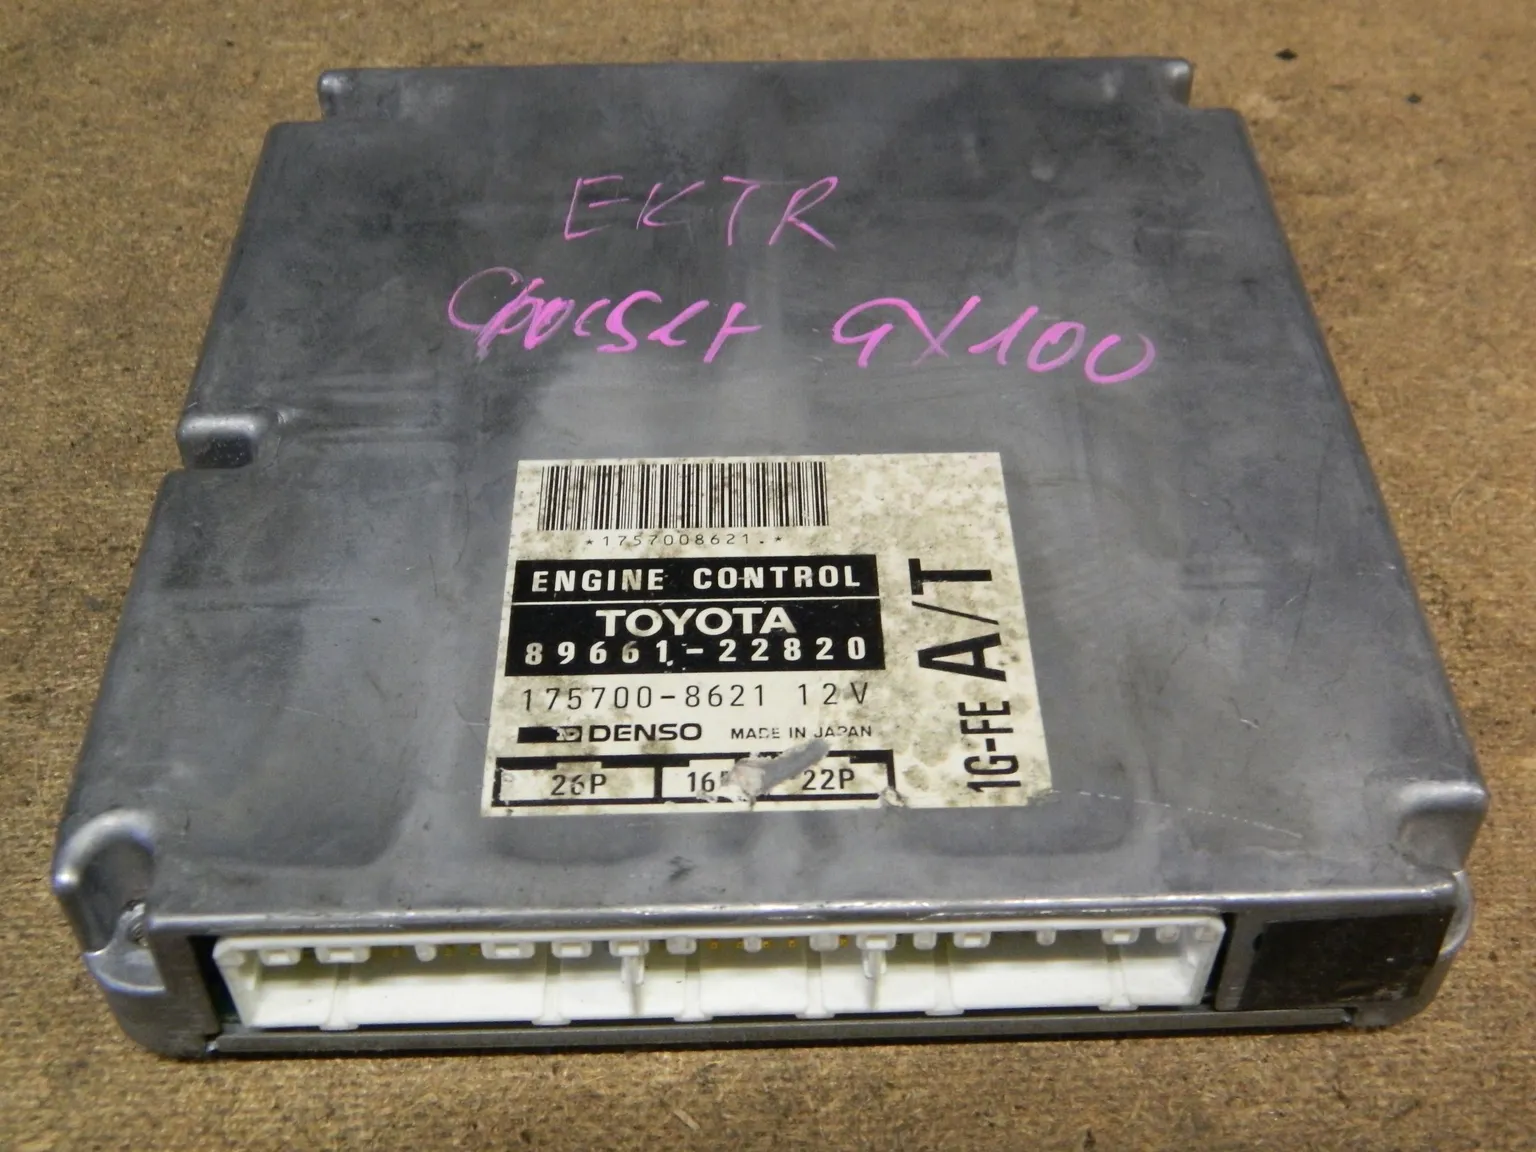 EKTR
GX100
*1757008621.*
ENGINE CONTROL
TOYOTA
89661-22820
175700-8621 12V
DENSO MADE IN JAPAN
26P 22P
1G-FE A/T